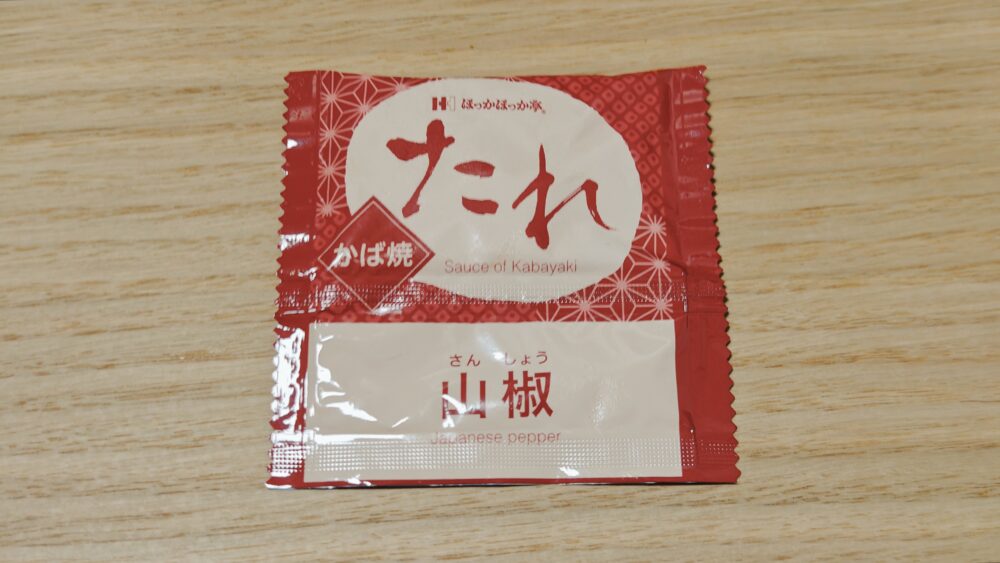 H ほっかほっか亭®
たれ
かば焼
Sauce of Kabayaki
さんしょう
山椒
Japanese pepper